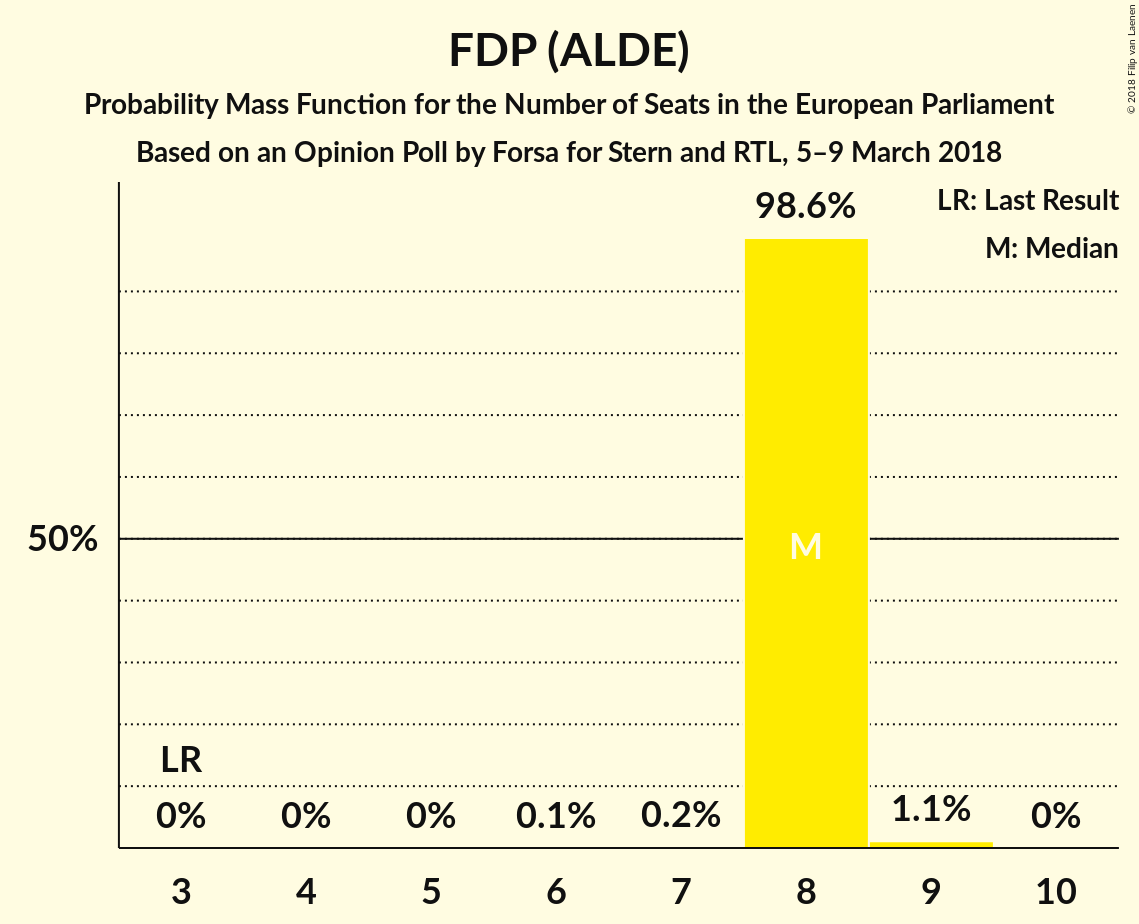 FDP (ALDE)
Probability Mass Function for the Number of Seats in the European Parliament
Based on an Opinion Poll by Forsa for Stern and RTL, 5–9 March 2018
© 2018 Filip van Laenen
LR: Last Result
M: Median
98.6%
50%
M
LR
0%
0%
0%
0.1%
0.2%
1.1%
0%
3
4
5
6
7
8
9
10